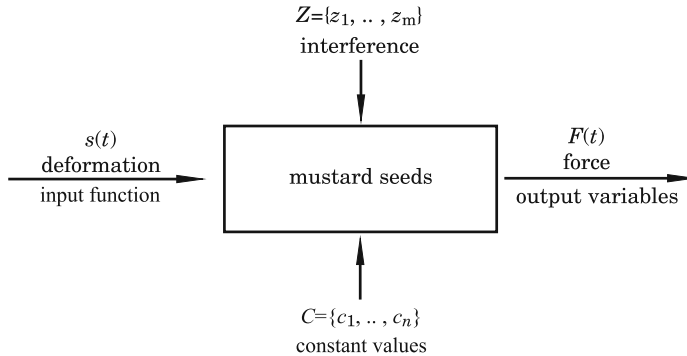 Z={z1, .. , zm}
interference
s(t)
deformation
input function
mustard seeds
F(t)
force
output variables
C={c1, .. , cn}
constant values